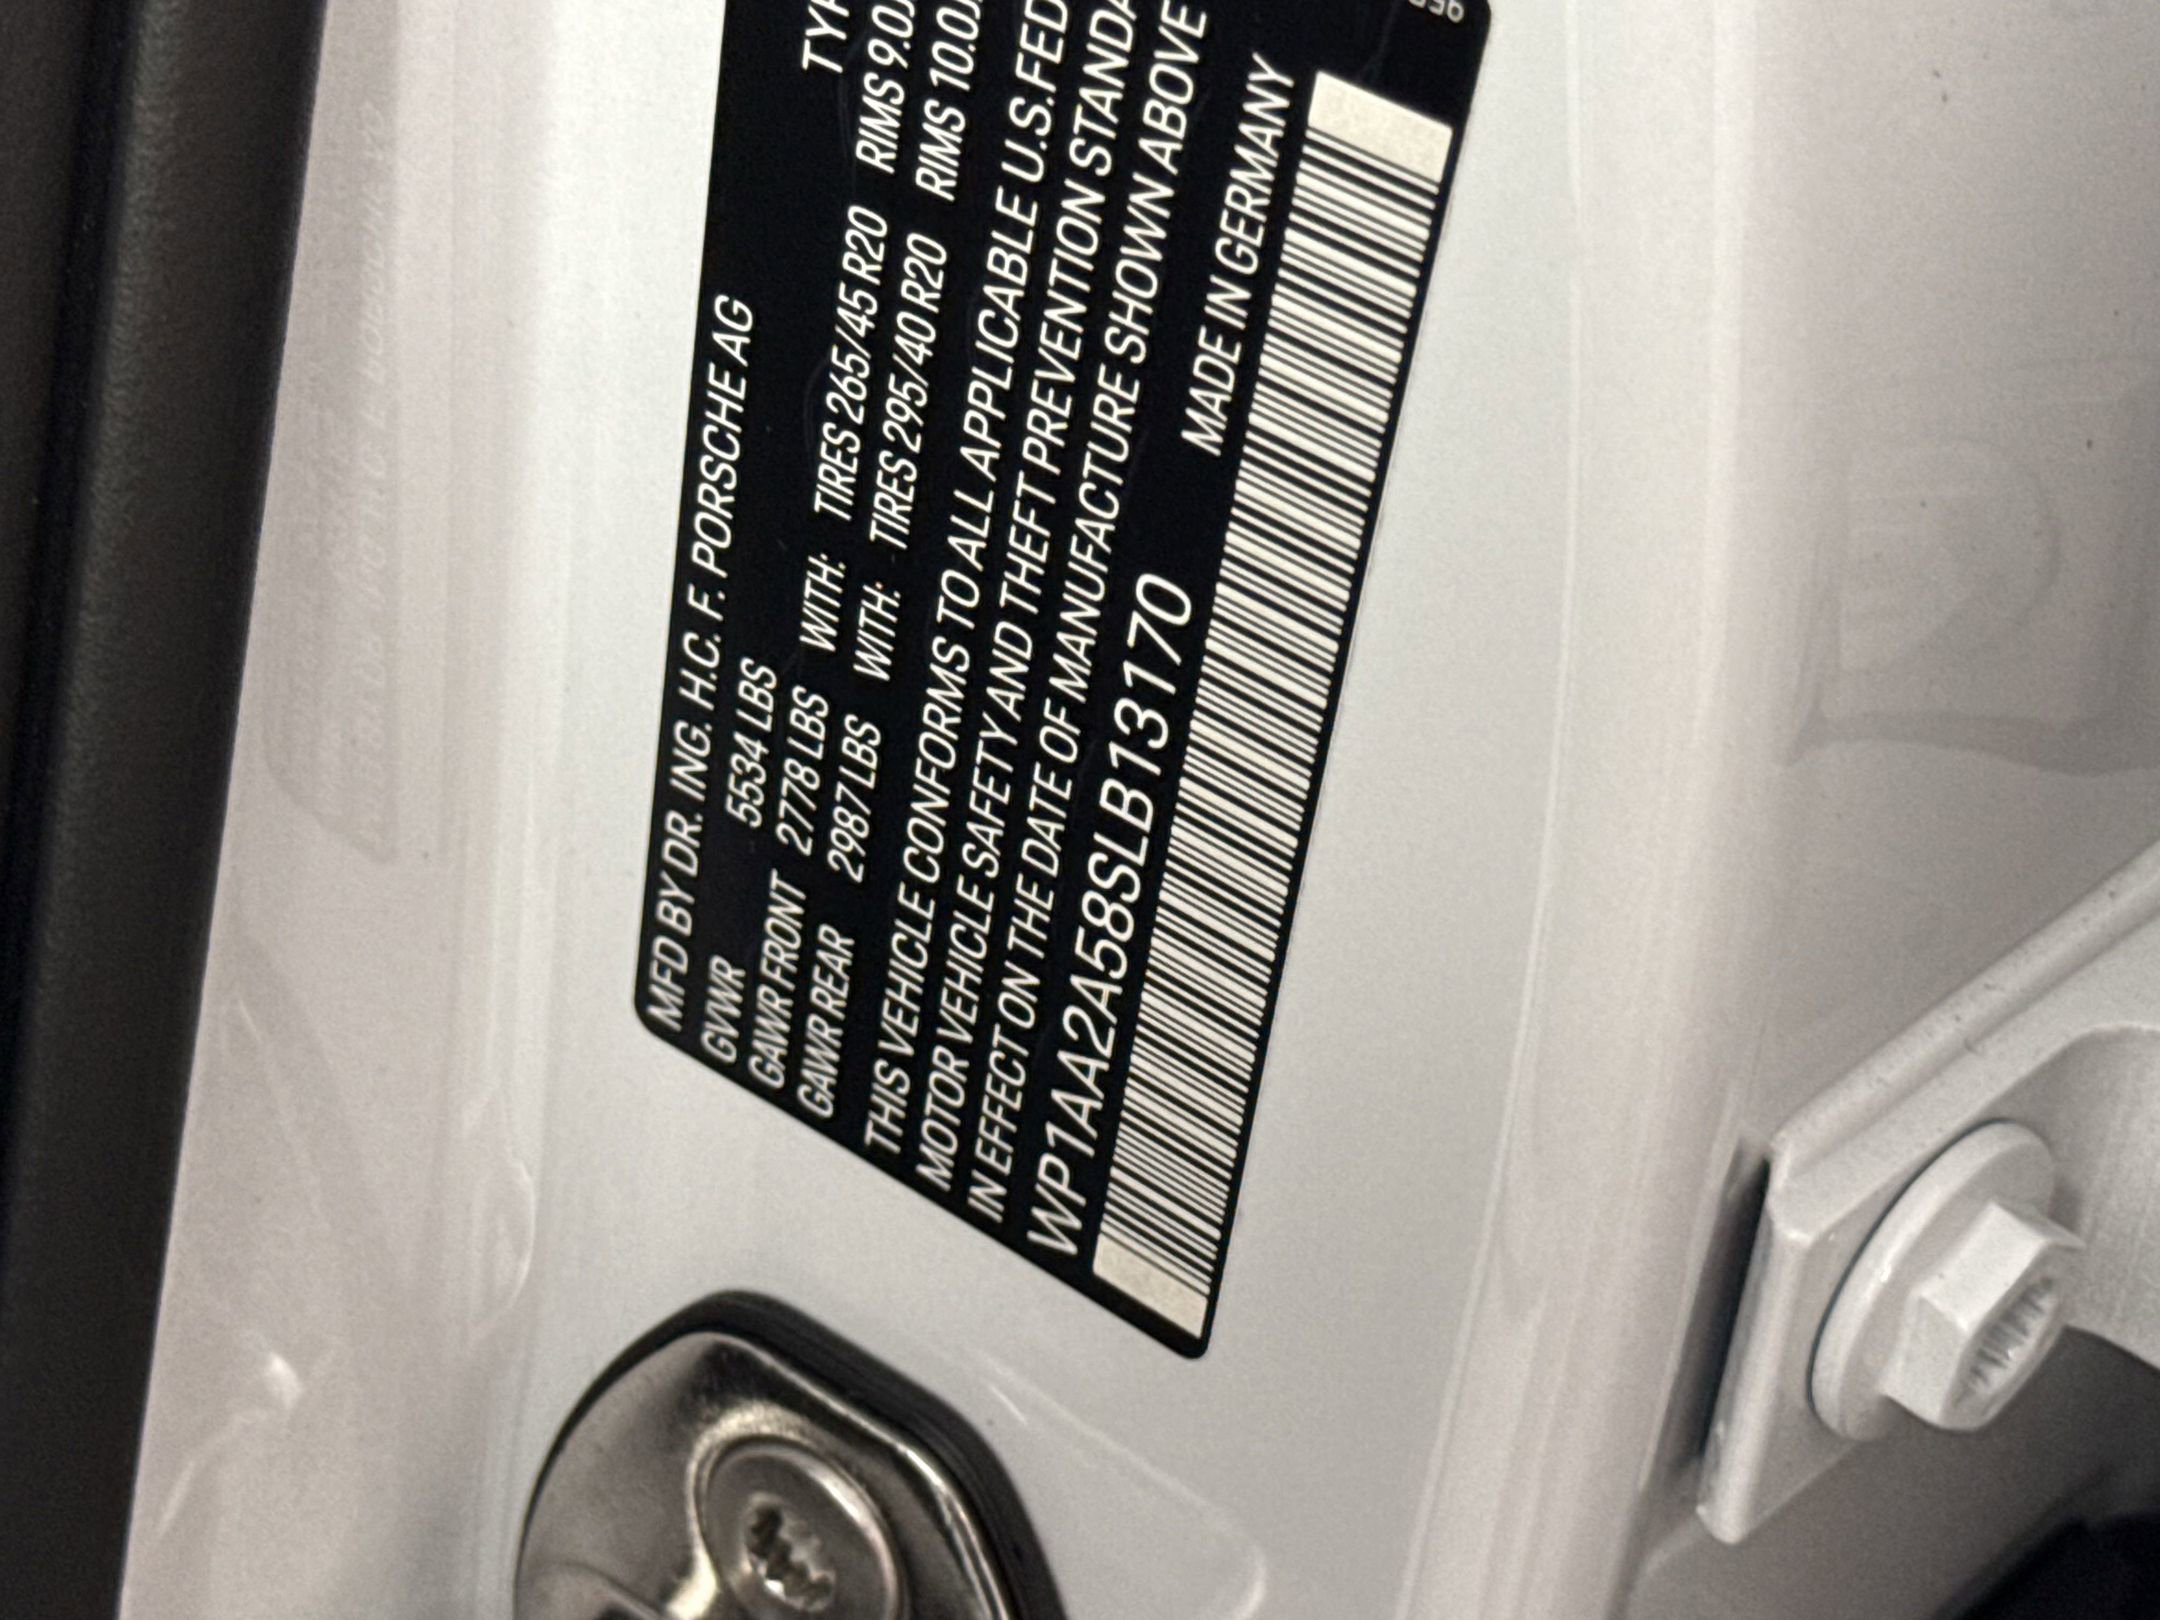 MFD BY DR. ING. H.C. F. PORSCHE AG
GVWR 5534 LBS
GAWR FRONT 2778 LBS WITH: TIRES 265/45 R20 RIMS 9.0J
GAWR REAR 2987 LBS WITH: TIRES 295/40 R20 RIMS 10.0J
THIS VEHICLE CONFORMS TO ALL APPLICABLE U.S.FED
MOTOR VEHICLE SAFETY AND THEFT PREVENTION STANDA
IN EFFECT ON THE DATE OF MANUFACTURE SHOWN ABOVE
WP1AA2A58SLB13170 MADE IN GERMANY